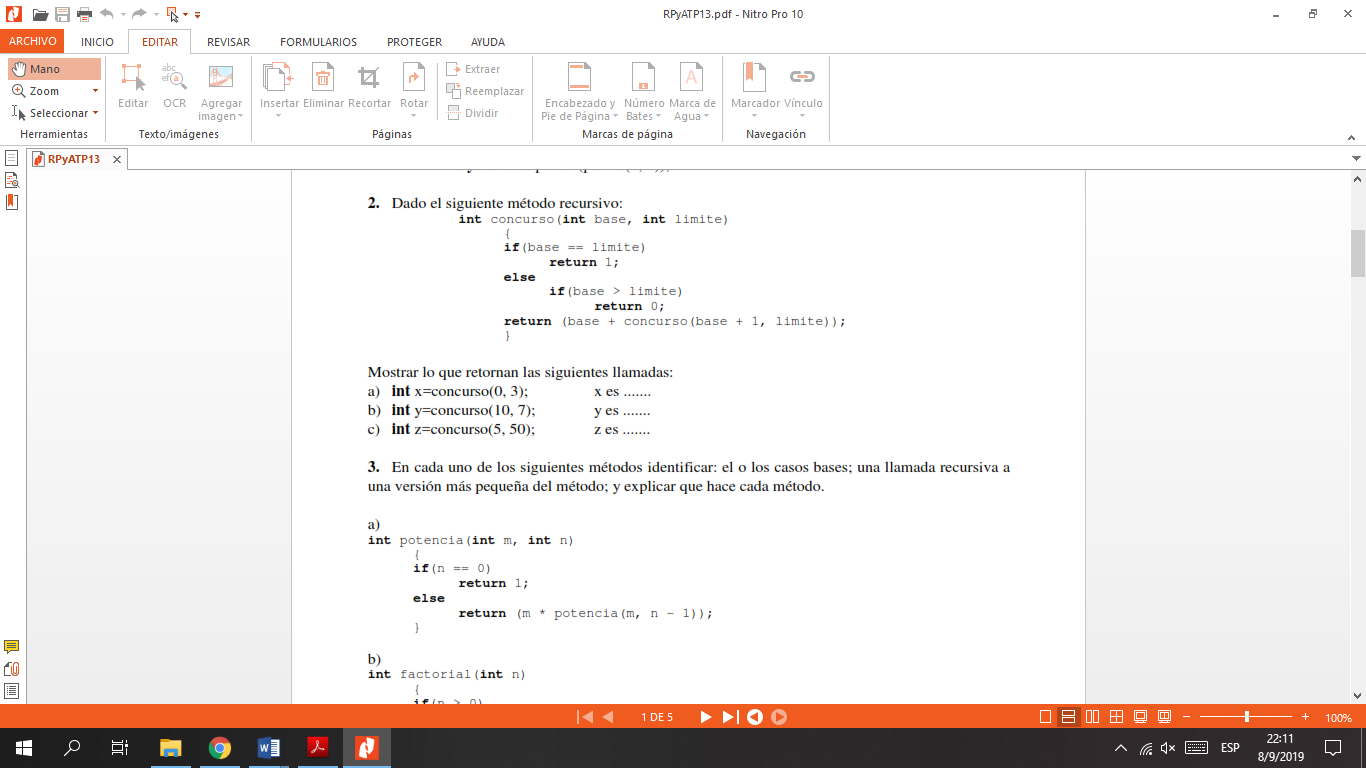 RPyATP13.pdf - Nitro Pro 10
ARCHIVO INICIO EDITAR REVISAR FORMULARIOS PROTEGER AYUDA
Mano
Zoom
Seleccionar
Herramientas
Editar OCR Agregar imagen
Texto/imágenes
Insertar Eliminar Recortar Rotar
Extraer
Reemplazar
Dividir
Páginas
Encabezado y Pie de Página Número Bates Marca de Agua
Marcas de página
Marcador Vínculo
Navegación
RPyATP13
2. Dado el siguiente método recursivo:
int concurso(int base, int limite)
{
if(base == limite)
return 1;
else
if(base > limite)
return 0;
return (base + concurso(base + 1, limite));
}
Mostrar lo que retornan las siguientes llamadas:
a) int x=concurso(0, 3); x es .......
b) int y=concurso(10, 7); y es .......
c) int z=concurso(5, 50); z es .......
3. En cada uno de los siguientes métodos identificar: el o los casos bases; una llamada recursiva a
una versión más pequeña del método; y explicar que hace cada método.
a)
int potencia(int m, int n)
{
if(n == 0)
return 1;
else
return (m * potencia(m, n - 1));
}
b)
int factorial(int n)
{
if(n > 0)
1 DE 5
100%
ESP
22:11
8/9/2019